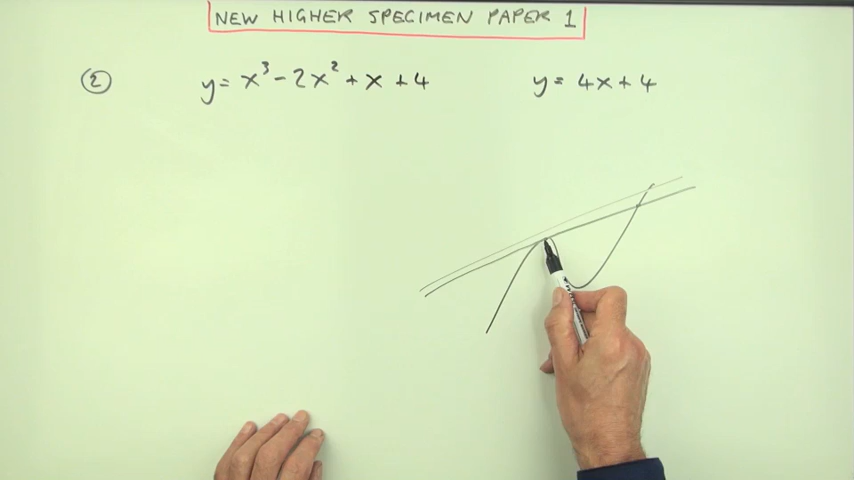 NEW HIGHER SPECIMEN PAPER 1
② y = x³ - 2x² + x + 4 y = 4x + 4